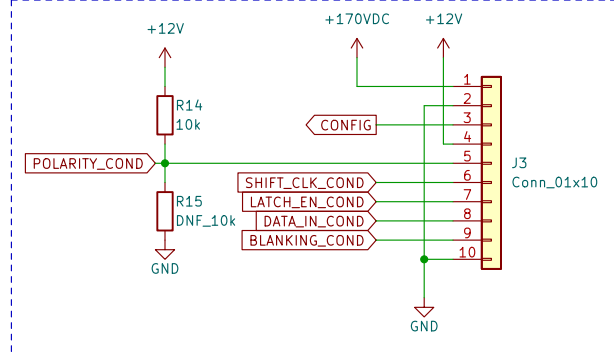 +170VDC
+12V
+12V
1
2
3
4
5
6
7
8
9
10
R14
10k
CONFIG
POLARITY_COND
J3
Conn_01x10
SHIFT_CLK_COND
R15
DNF_10k
LATCH_EN_COND
DATA_IN_COND
BLANKING_COND
GND
GND